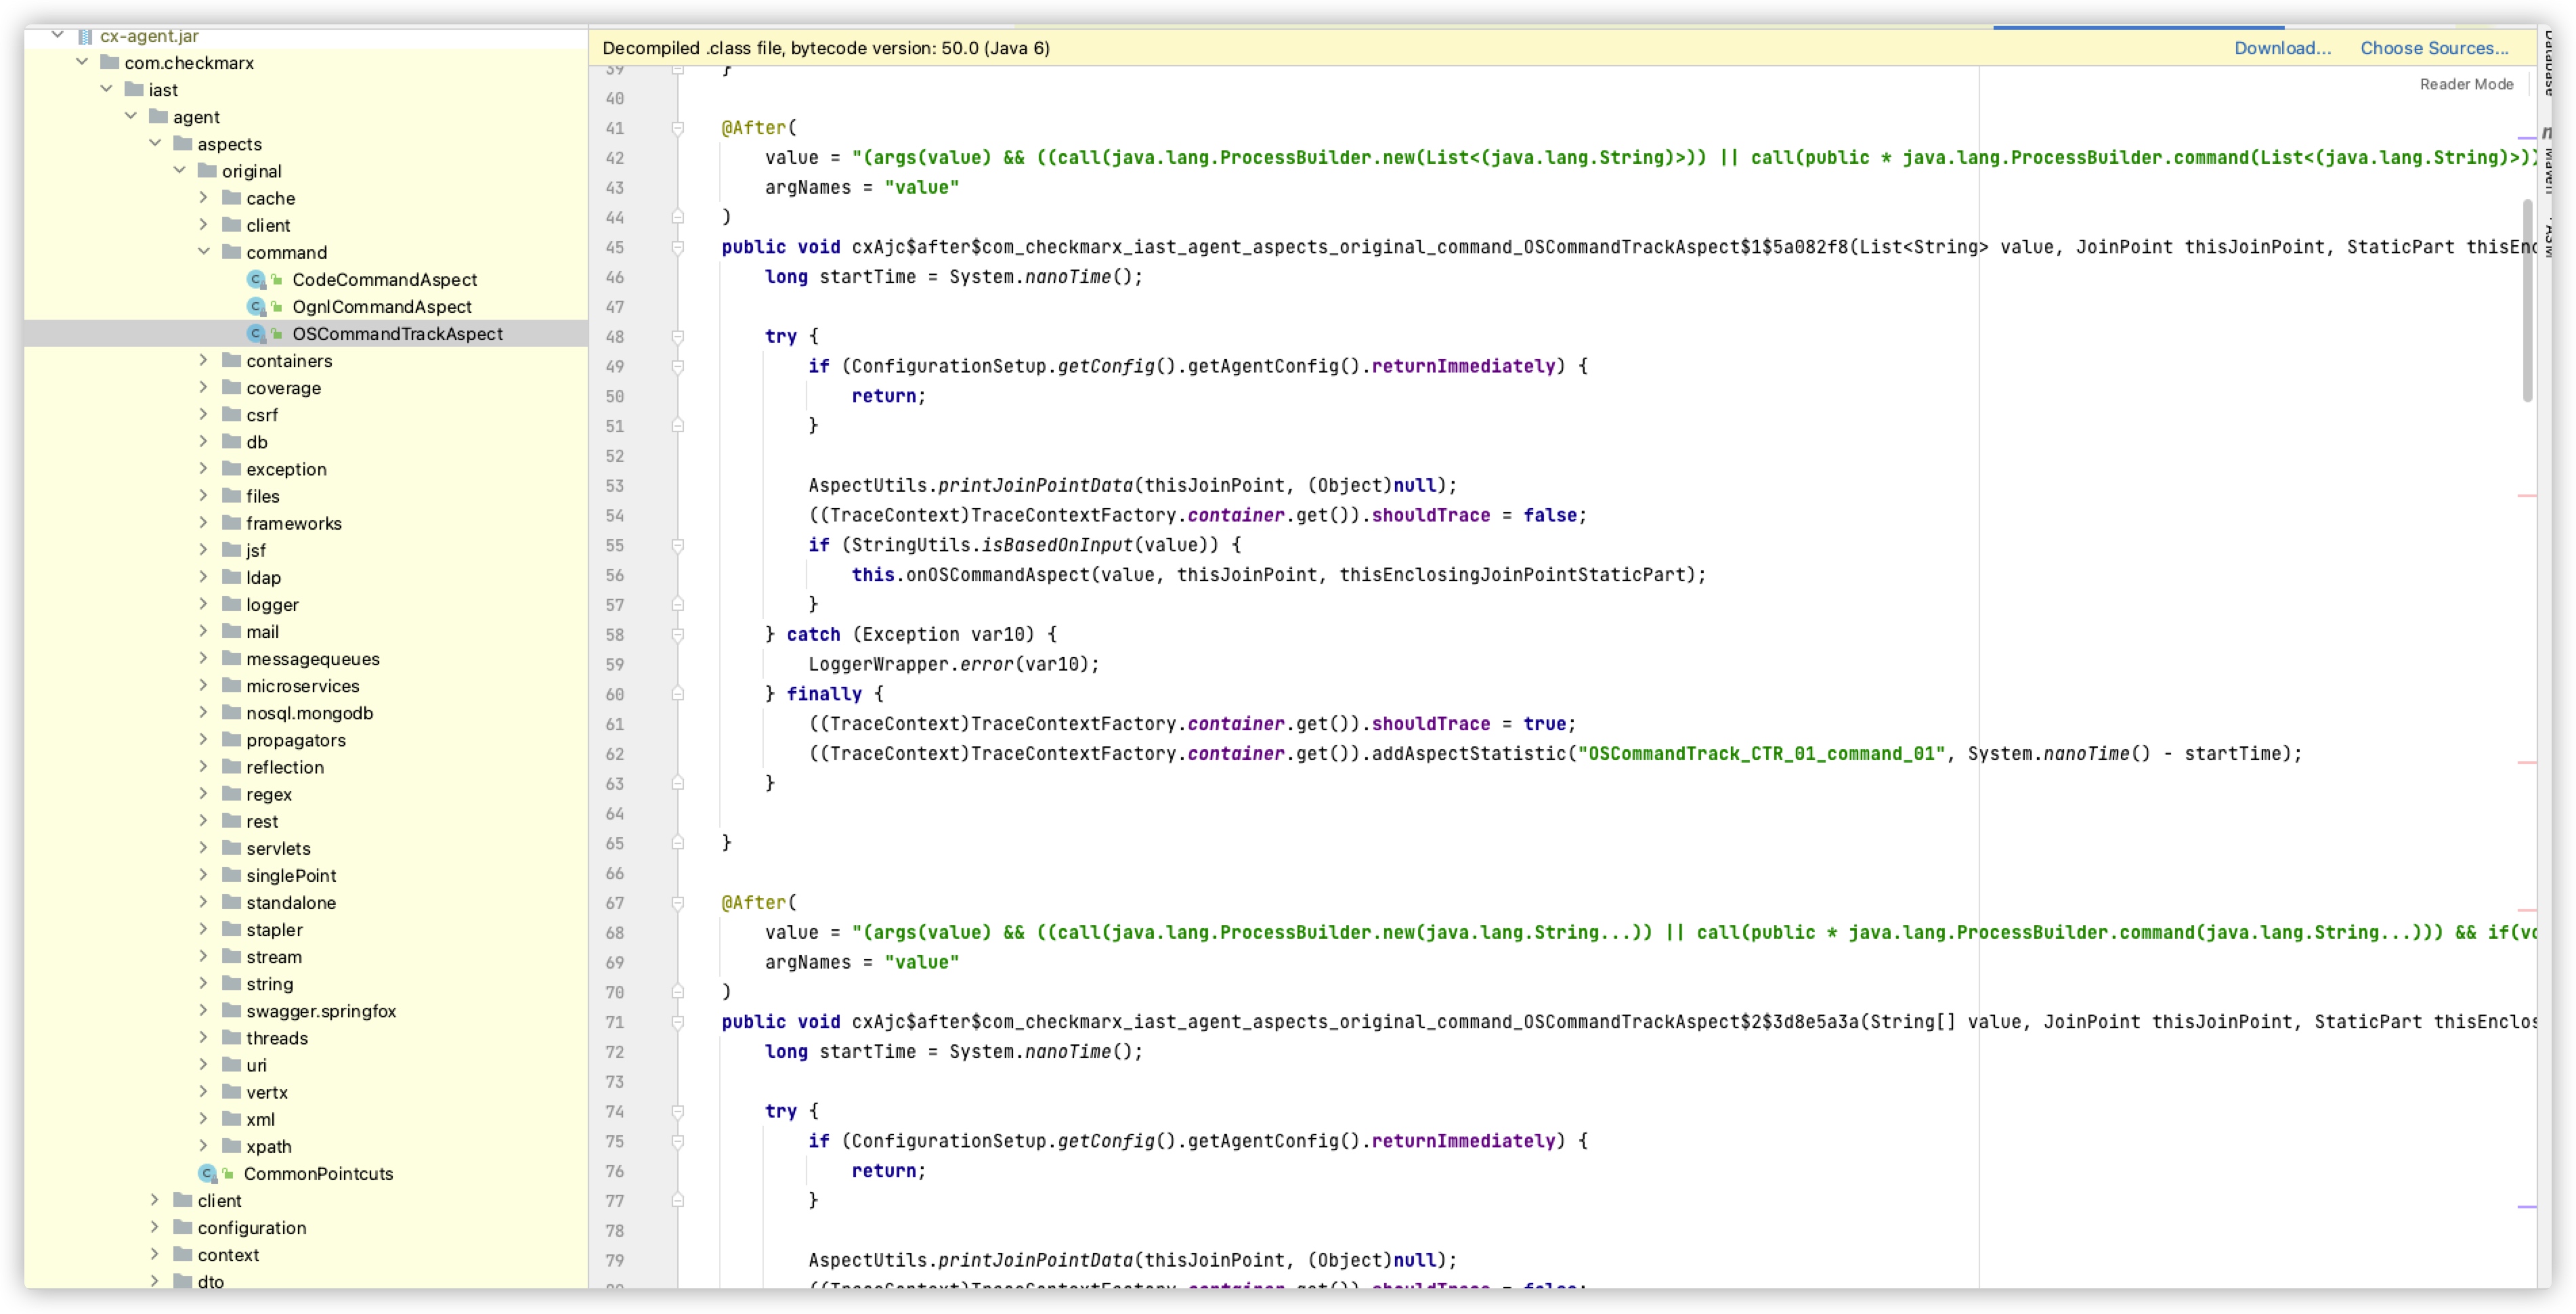 cx-agent.jar
com.checkmarx
iast
agent
aspects
original
cache
client
command
CodeCommandAspect
OgnlCommandAspect
OSCommandTrackAspect
containers
coverage
csrf
db
exception
files
frameworks
jsf
ldap
logger
mail
messagequeues
microservices
nosql.mongodb
propagators
reflection
regex
rest
servlets
singlePoint
standalone
stapler
stream
string
swagger.springfox
threads
uri
vertx
xml
xpath
CommonPointcuts
client
configuration
context
dto
Decompiled .class file, bytecode version: 50.0 (Java 6) Download... Choose Sources...
Reader Mode
39 }
40
41 @After(
42 value = "(args(value) && ((call(java.lang.ProcessBuilder.new(List<(java.lang.String)>)) || call(public * java.lang.ProcessBuilder.command(List<(java.lang.String)>))
43 argNames = "value"
44 )
45 public void cxAjc$after$com_checkmarx_iast_agent_aspects_original_command_OSCommandTrackAspect$1$5a082f8(List<String> value, JoinPoint thisJoinPoint, StaticPart thisEnc
46 long startTime = System.nanoTime();
47
48 try {
49 if (ConfigurationSetup.getConfig().getAgentConfig().returnImmediately) {
50 return;
51 }
52
53 AspectUtils.printJoinPointData(thisJoinPoint, (Object)null);
54 ((TraceContext)TraceContextFactory.container.get()).shouldTrace = false;
55 if (StringUtils.isBasedOnInput(value)) {
56 this.onOSCommandAspect(value, thisJoinPoint, thisEnclosingJoinPointStaticPart);
57 }
58 } catch (Exception var10) {
59 LoggerWrapper.error(var10);
60 } finally {
61 ((TraceContext)TraceContextFactory.container.get()).shouldTrace = true;
62 ((TraceContext)TraceContextFactory.container.get()).addAspectStatistic("OSCommandTrack_CTR_01_command_01", System.nanoTime() - startTime);
63 }
64
65 }
66
67 @After(
68 value = "(args(value) && ((call(java.lang.ProcessBuilder.new(java.lang.String...)) || call(public * java.lang.ProcessBuilder.command(java.lang.String...))) && if(vo
69 argNames = "value"
70 )
71 public void cxAjc$after$com_checkmarx_iast_agent_aspects_original_command_OSCommandTrackAspect$2$3d8e5a3a(String[] value, JoinPoint thisJoinPoint, StaticPart thisEnclos
72 long startTime = System.nanoTime();
73
74 try {
75 if (ConfigurationSetup.getConfig().getAgentConfig().returnImmediately) {
76 return;
77 }
78
79 AspectUtils.printJoinPointData(thisJoinPoint, (Object)null);
Database